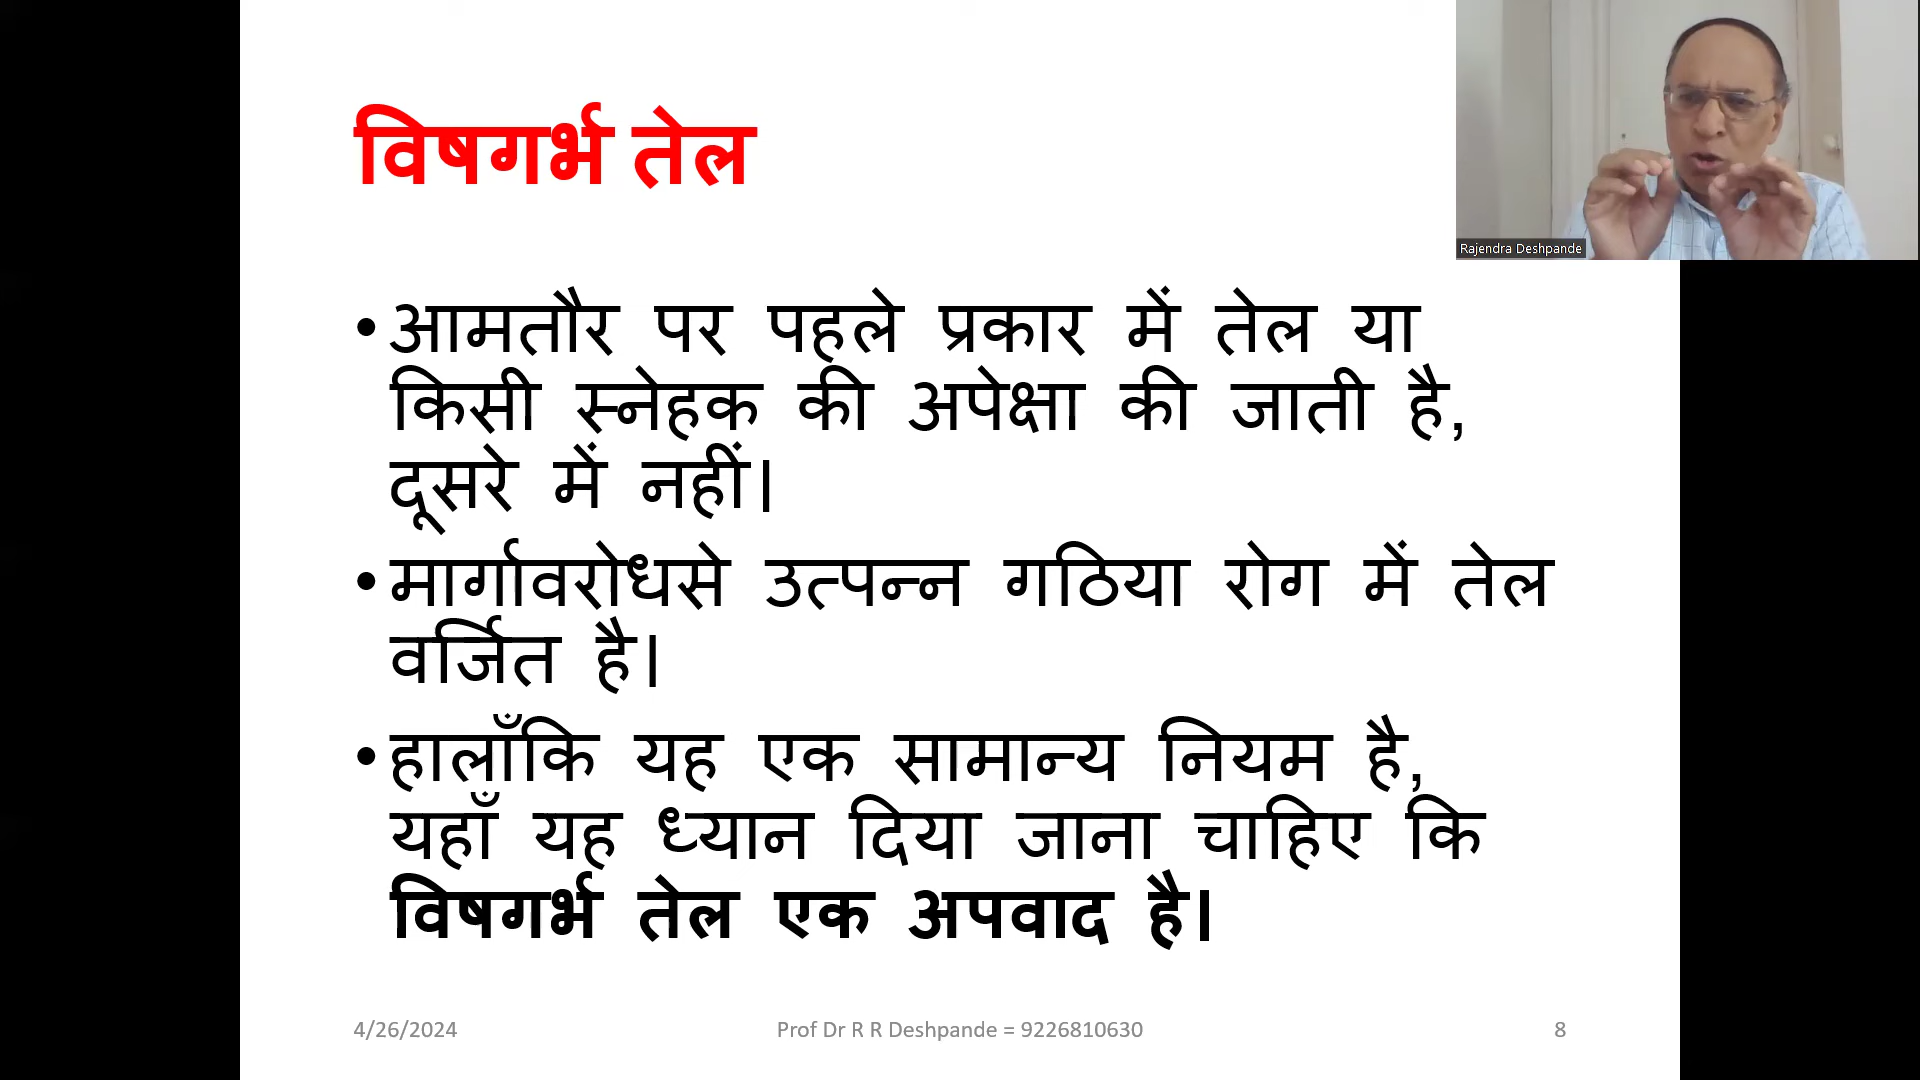 विषगर्भ तेल
Rajendra Deshpande
•आमतौर पर पहले प्रकार में तेल या
किसी स्नेहक की अपेक्षा की जाती है,
दूसरे में नहीं।
•मार्गावरोधसे उत्पन्न गठिया रोग में तेल
वर्जित है।
•हालाँकि यह एक सामान्य नियम है,
यहाँ यह ध्यान दिया जाना चाहिए कि
विषगर्भ तेल एक अपवाद है।
4/26/2024 Prof Dr R R Deshpande = 9226810630 8